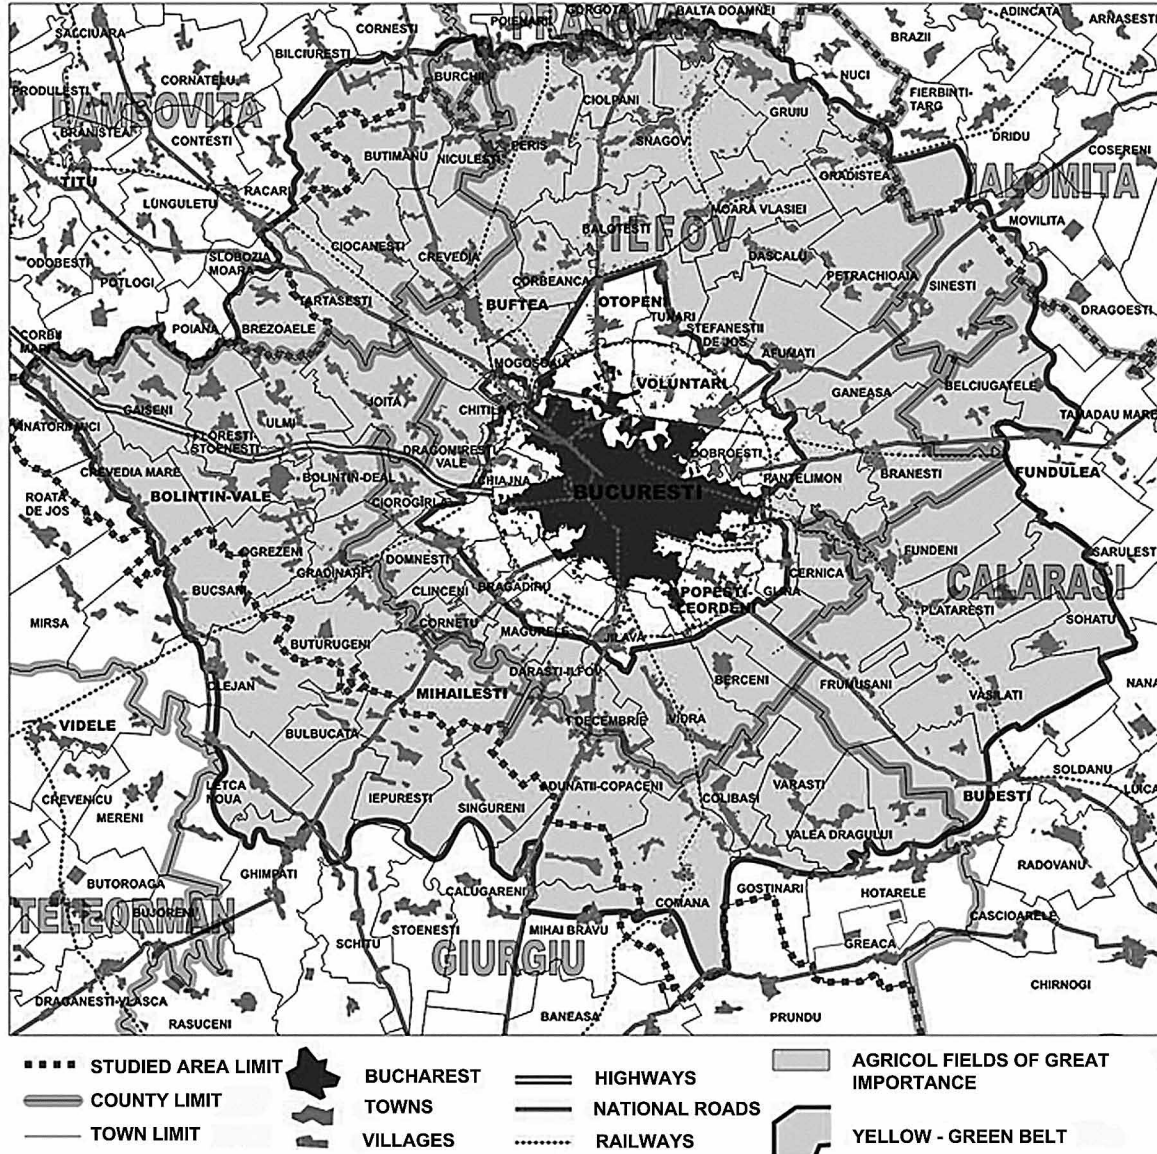 PRAHOVA
GORGOTA
BALTA DOAMNEI
ADINCATA
ARNASESTI
POIENARII
CORNESTI
SALCIUARA
BILCIURESTI
BRAZII
BURCHII
NUCI
CORNATELU
PRODULESTI
FIERBINTI-
TARG
DAMBOVITA
CIOLPANI
GRUIU
BRANISTEA
CONTESTI
SNAGOV
DRIDU
PERIS
COSERENI
BUTIMANU
NICULESTI
TITU
GRADISTEA
IALOMITA
RACARI
LUNGULETU
MOARA VLASIEI
MOVILITA
ILFOV
BALOTESTI
CIOCANESTI
CREVEDIA
DASCALU
SLOBOZIA
MOARA
ODOBESTI
POTLOGI
CORBEANCA
PETRACHIOAIA
SINESTI
TARTASESTI
BUFTEA
OTOPENI
TUNARI
DRAGOESTI
POIANA
BREZOAELE
STEFANESTII
DE JOS
CORBII
MARI
MOGOSOAIA
AFUMATI
VOLUNTARI
BELCIUGATELE
GANEASA
JOITA
GAISENI
CHITILA
TAMADAU MARE
ULMI
VANATORII MICI
FLORESTI-
STOENESTI
DRAGOMIRESTI
VALE
DOBROESTI
CREVEDIA MARE
BRANESTI
FUNDULEA
BOLINTIN-DEAL
CHIAJNA
PANTELIMON
BOLINTIN-VALE
BUCURESTI
ROATA
DE JOS
CIOROGIRLA
OGREZENI
FUNDENI
SARULESTI
DOMNESTI
GRADINARI
CERNICA
CALARASI
BUCSANI
CLINCENI
BRAGADIRU
POPESTI-
LEORDENI
GLINA
PLATARESTI
MIRSA
CORNETU
SOHATU
MAGURELE
JILAVA
BUTURUGENI
DARASTI-ILFOV
BERCENI
CLEJAN
MIHAILESTI
FRUMUSANI
NANA
VASILATI
VIDELE
DECEMBRIE
VIDRA
BULBUCATA
SOLDANU
LETCA
NOUA
ADUNATII-COPACENI
VARASTI
LUICA
CREVENICU
IEPURESTI
COLIBASI
BUDESTI
SINGURENI
MERENI
VALEA DRAGULUI
RADOVANU
GHIMPATI
BUTOROAGA
CALUGARENI
GOSTINARI
HOTARELE
COMANA
TELEORMAN
BUJORENI
CASCIOARELE
STOENESTI
MIHAI BRAVU
SCHITU
GREACA
GIURGIU
CHIRNOGI
DRAGANESTI-VLASCA
BANEASA
PRUNDU
RASUCENI
STUDIED AREA LIMIT
COUNTY LIMIT
TOWN LIMIT
BUCHAREST
TOWNS
VILLAGES
HIGHWAYS
NATIONAL ROADS
RAILWAYS
AGRICOL FIELDS OF GREAT
IMPORTANCE
YELLOW - GREEN BELT